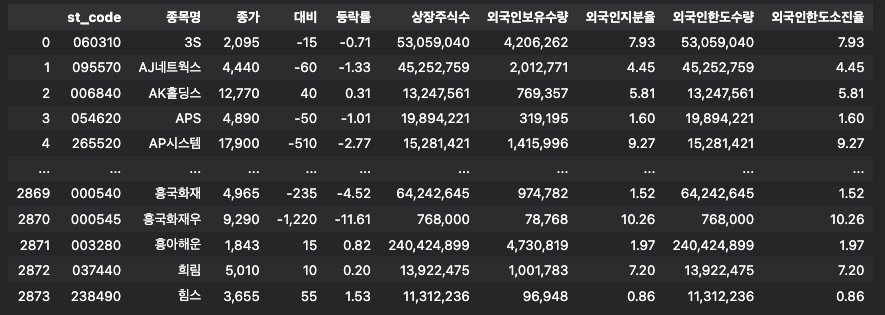 st_code 종목명 종가 대비 등락률 상장주식수 외국인보유수량 외국인지분율 외국인한도수량 외국인한도소진율
0 060310 3S 2,095 -15 -0.71 53,059,040 4,206,262 7.93 53,059,040 7.93
1 095570 AJ네트웍스 4,440 -60 -1.33 45,252,759 2,012,771 4.45 45,252,759 4.45
2 006840 AK홀딩스 12,770 40 0.31 13,247,561 769,357 5.81 13,247,561 5.81
3 054620 APS 4,890 -50 -1.01 19,894,221 319,195 1.60 19,894,221 1.60
4 265520 AP시스템 17,900 -510 -2.77 15,281,421 1,415,996 9.27 15,281,421 9.27
... ... ... ... ... ... ... ... ... ... ...
2869 000540 흥국화재 4,965 -235 -4.52 64,242,645 974,782 1.52 64,242,645 1.52
2870 000545 흥국화재우 9,290 -1,220 -11.61 768,000 78,768 10.26 768,000 10.26
2871 003280 흥아해운 1,843 15 0.82 240,424,899 4,730,819 1.97 240,424,899 1.97
2872 037440 희림 5,010 10 0.20 13,922,475 1,001,783 7.20 13,922,475 7.20
2873 238490 힘스 3,655 55 1.53 11,312,236 96,948 0.86 11,312,236 0.86